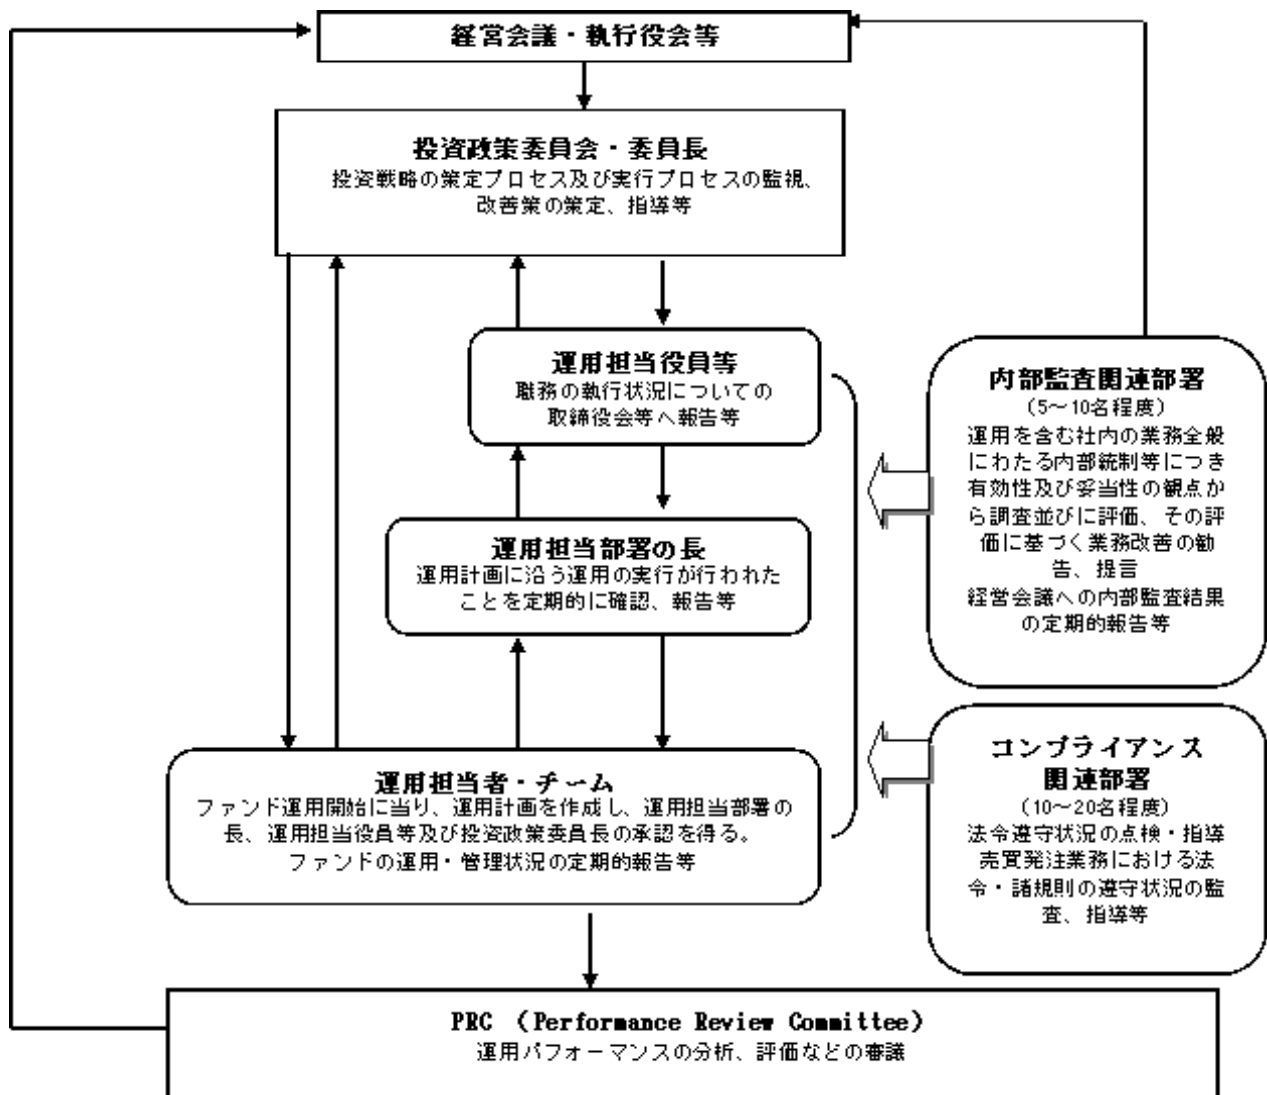 経営会議・執行役会等
投資政策委員会・委員長
投資戦略の策定プロセス及び実行プロセスの監視、
改善策の策定、指導等
運用担当役員等
職務の執行状況についての
取締役会等へ報告等
運用担当部署の長
運用計画に沿う運用の実行が行われた
ことを定期的に確認、報告等
運用担当者・チーム
ファンド運用開始に当り、運用計画を作成し、運用担当部署の
長、運用担当役員等及び投資政策委員長の承認を得る。
ファンドの運用・管理状況の定期的報告等
内部監査関連部署
(5～10名程度)
運用を含む社内の業務全般
にわたる内部統制等につき
有効性及び妥当性の観点か
ら調査並びに評価、その評
価に基づく業務改善の勧
告、提言
経営会議への内部監査結果
の定期的報告等
コンプライアンス
関連部署
(10～20名程度)
法令遵守状況の点検・指導
売買発注業務における法
令・諸規則の遵守状況の監
査、指導等
PRC （Performance Review Committee）
運用パフォーマンスの分析、評価などの審議